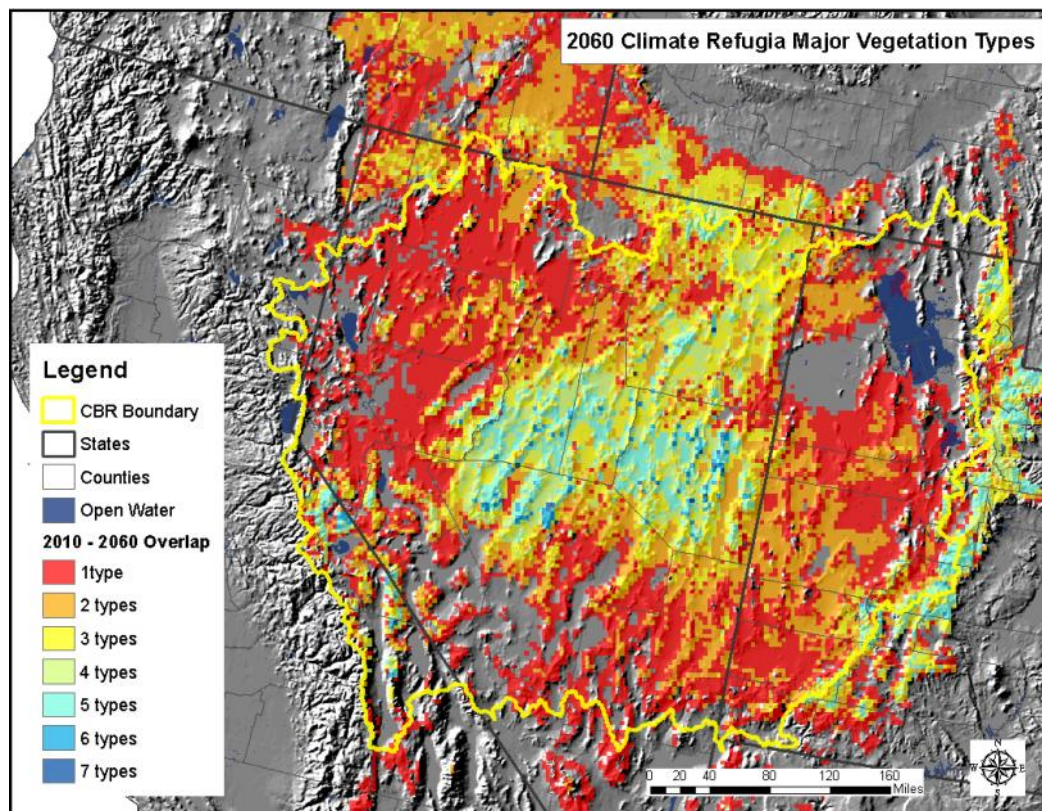 2060 Climate Refugia Major Vegetation Types
Legend
CBR Boundary
States
Counties
Open Water
2010 - 2060 Overlap
1type
2 types
3 types
4 types
5 types
6 types
7 types
N
W E
S
0 20 40 80 120 160
Miles